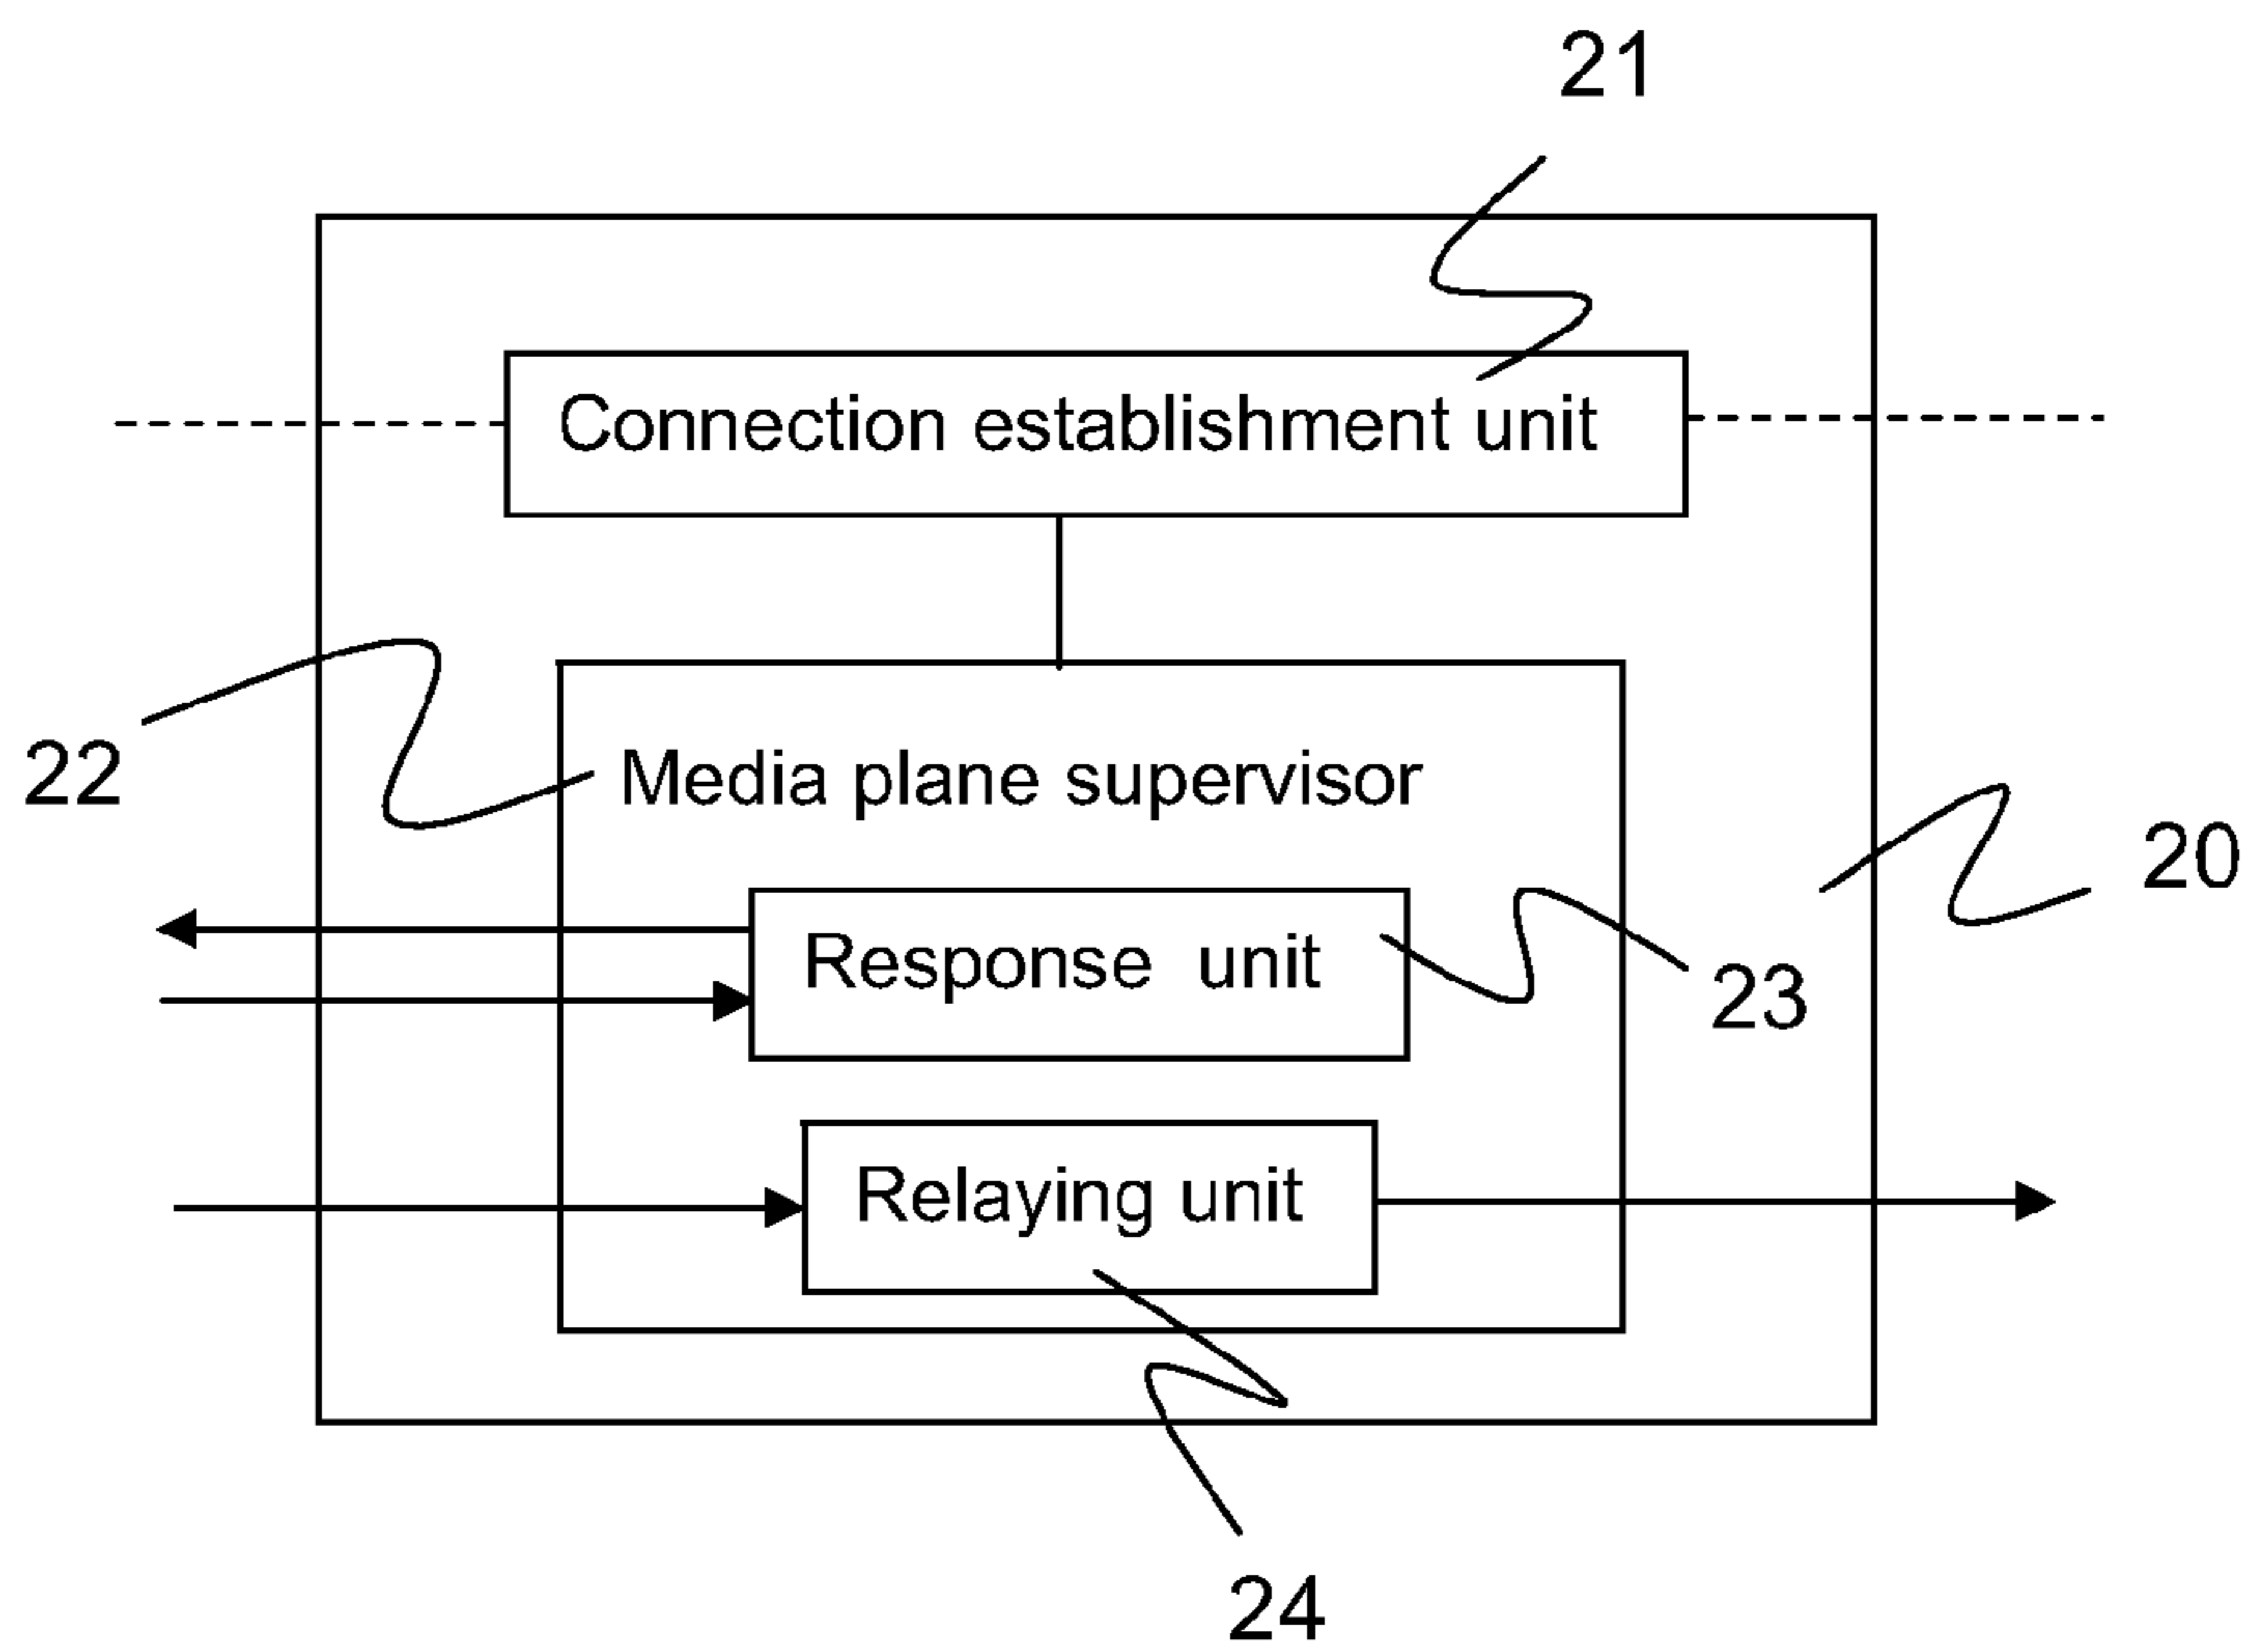 21
Connection establishment unit
22
Media plane supervisor
20
Response unit
23
Relaying unit
24